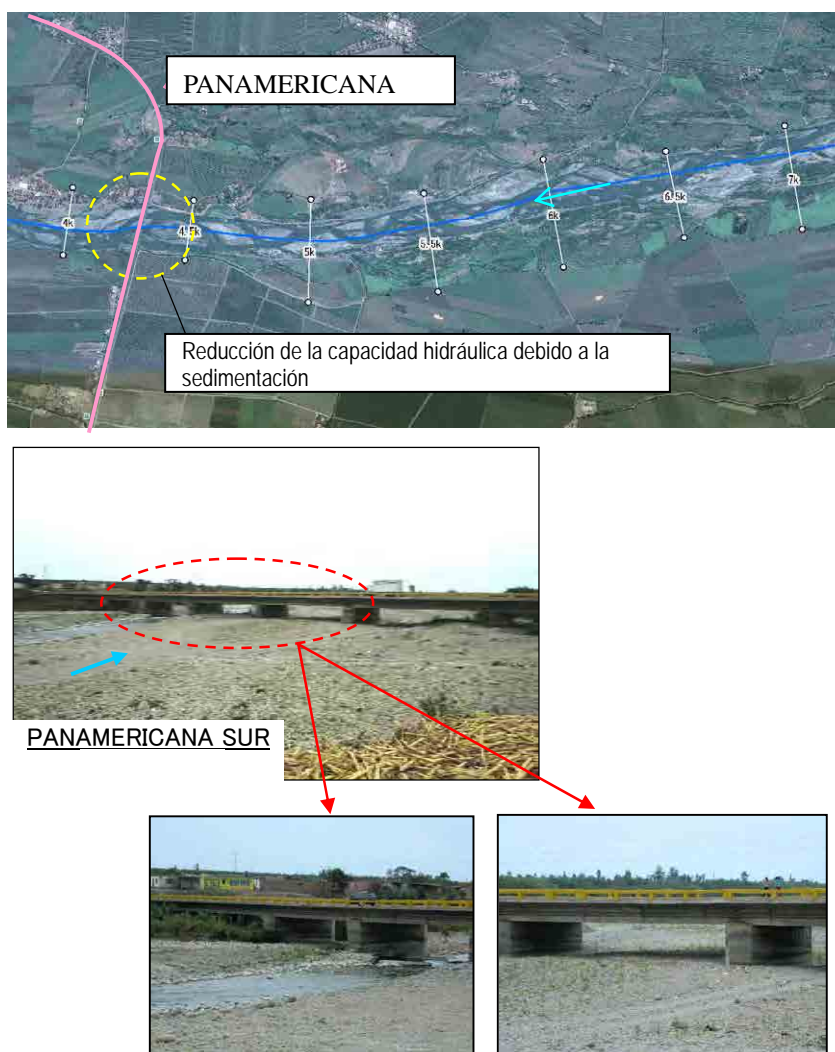 PANAMERICANA
7k
6.5k
6k
5.5k
5k
4.5k
4k
Reducción de la capacidad hidráulica debido a la
sedimentación
PANAMERICANA SUR